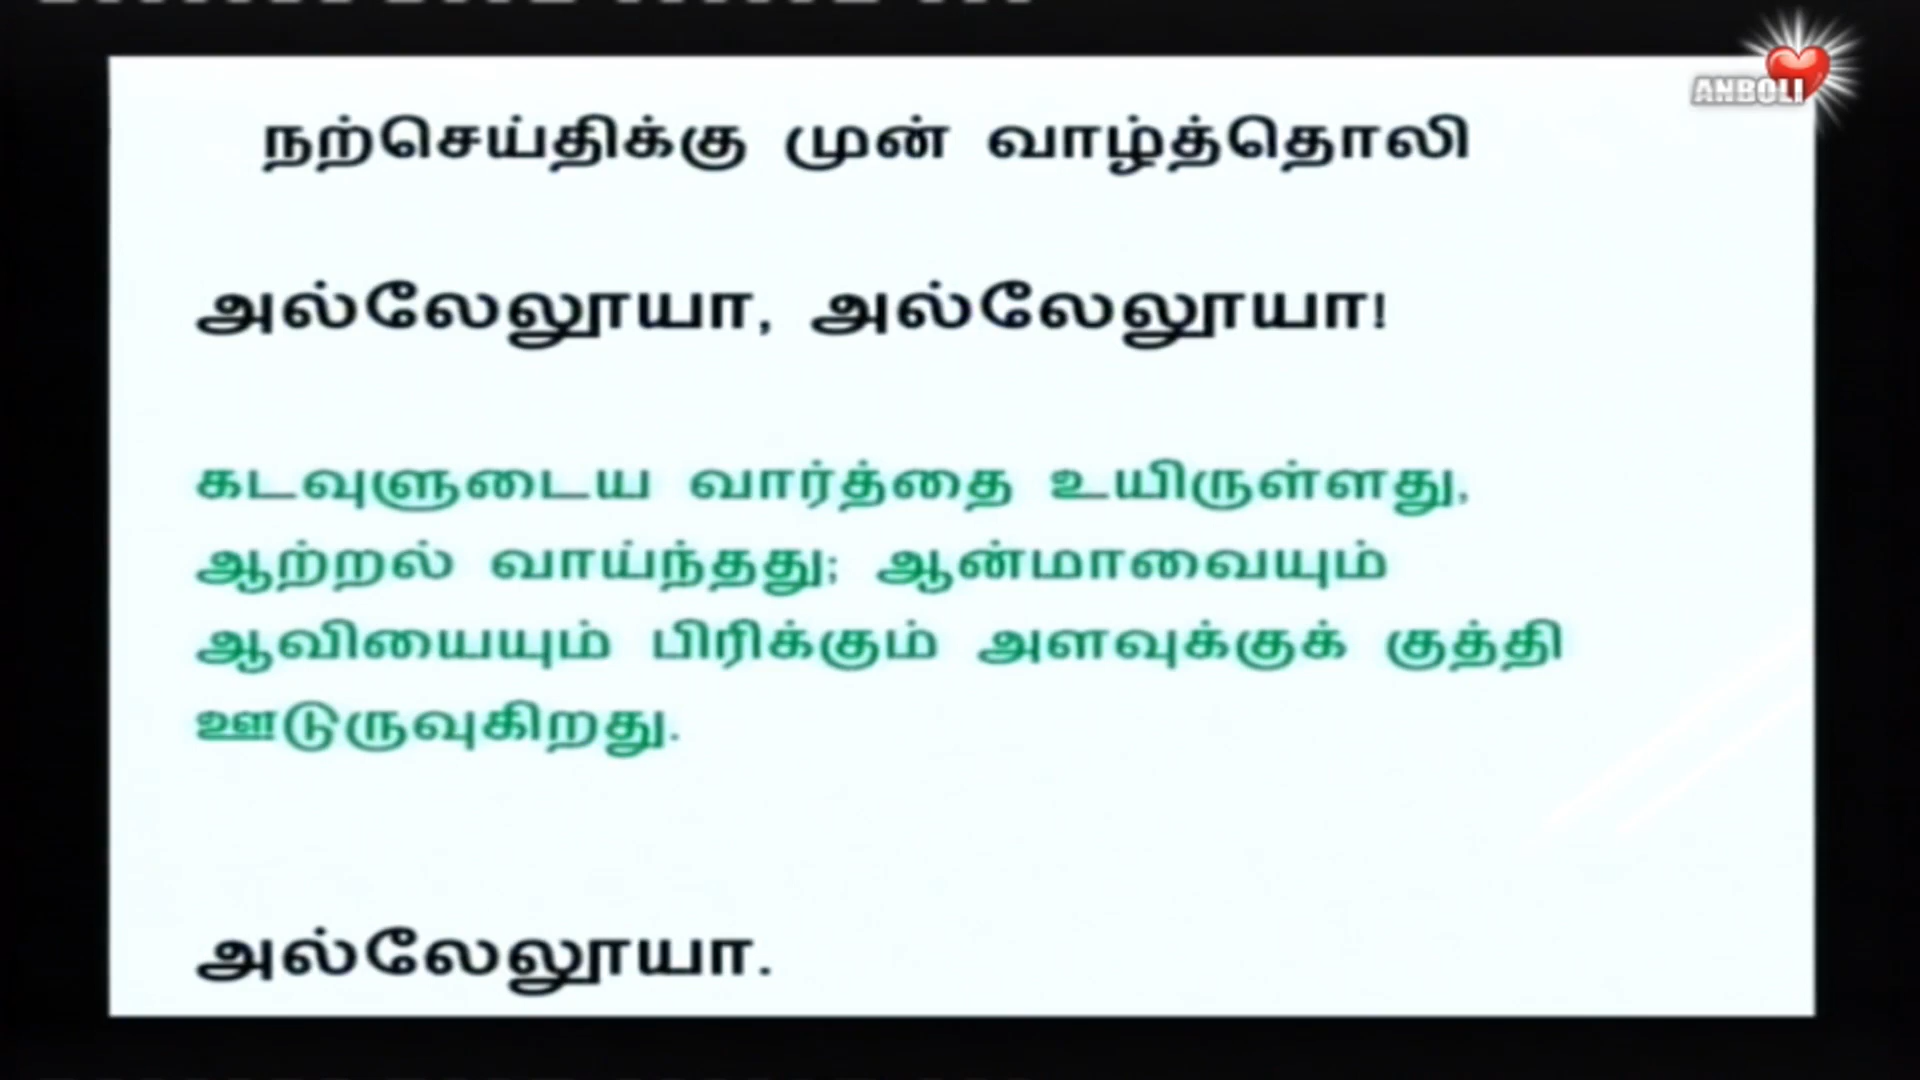 ANBOLI
நற்செய்திக்கு முன் வாழ்த்தொலி
அல்லேலூயா, அல்லேலூயா!
கடவுளுடைய வார்த்தை உயிருள்ளது,
ஆற்றல் வாய்ந்தது; ஆன்மாவையும்
ஆவியையும் பிரிக்கும் அளவுக்குக் குத்தி
ஊடுருவுகிறது.
அல்லேலூயா.